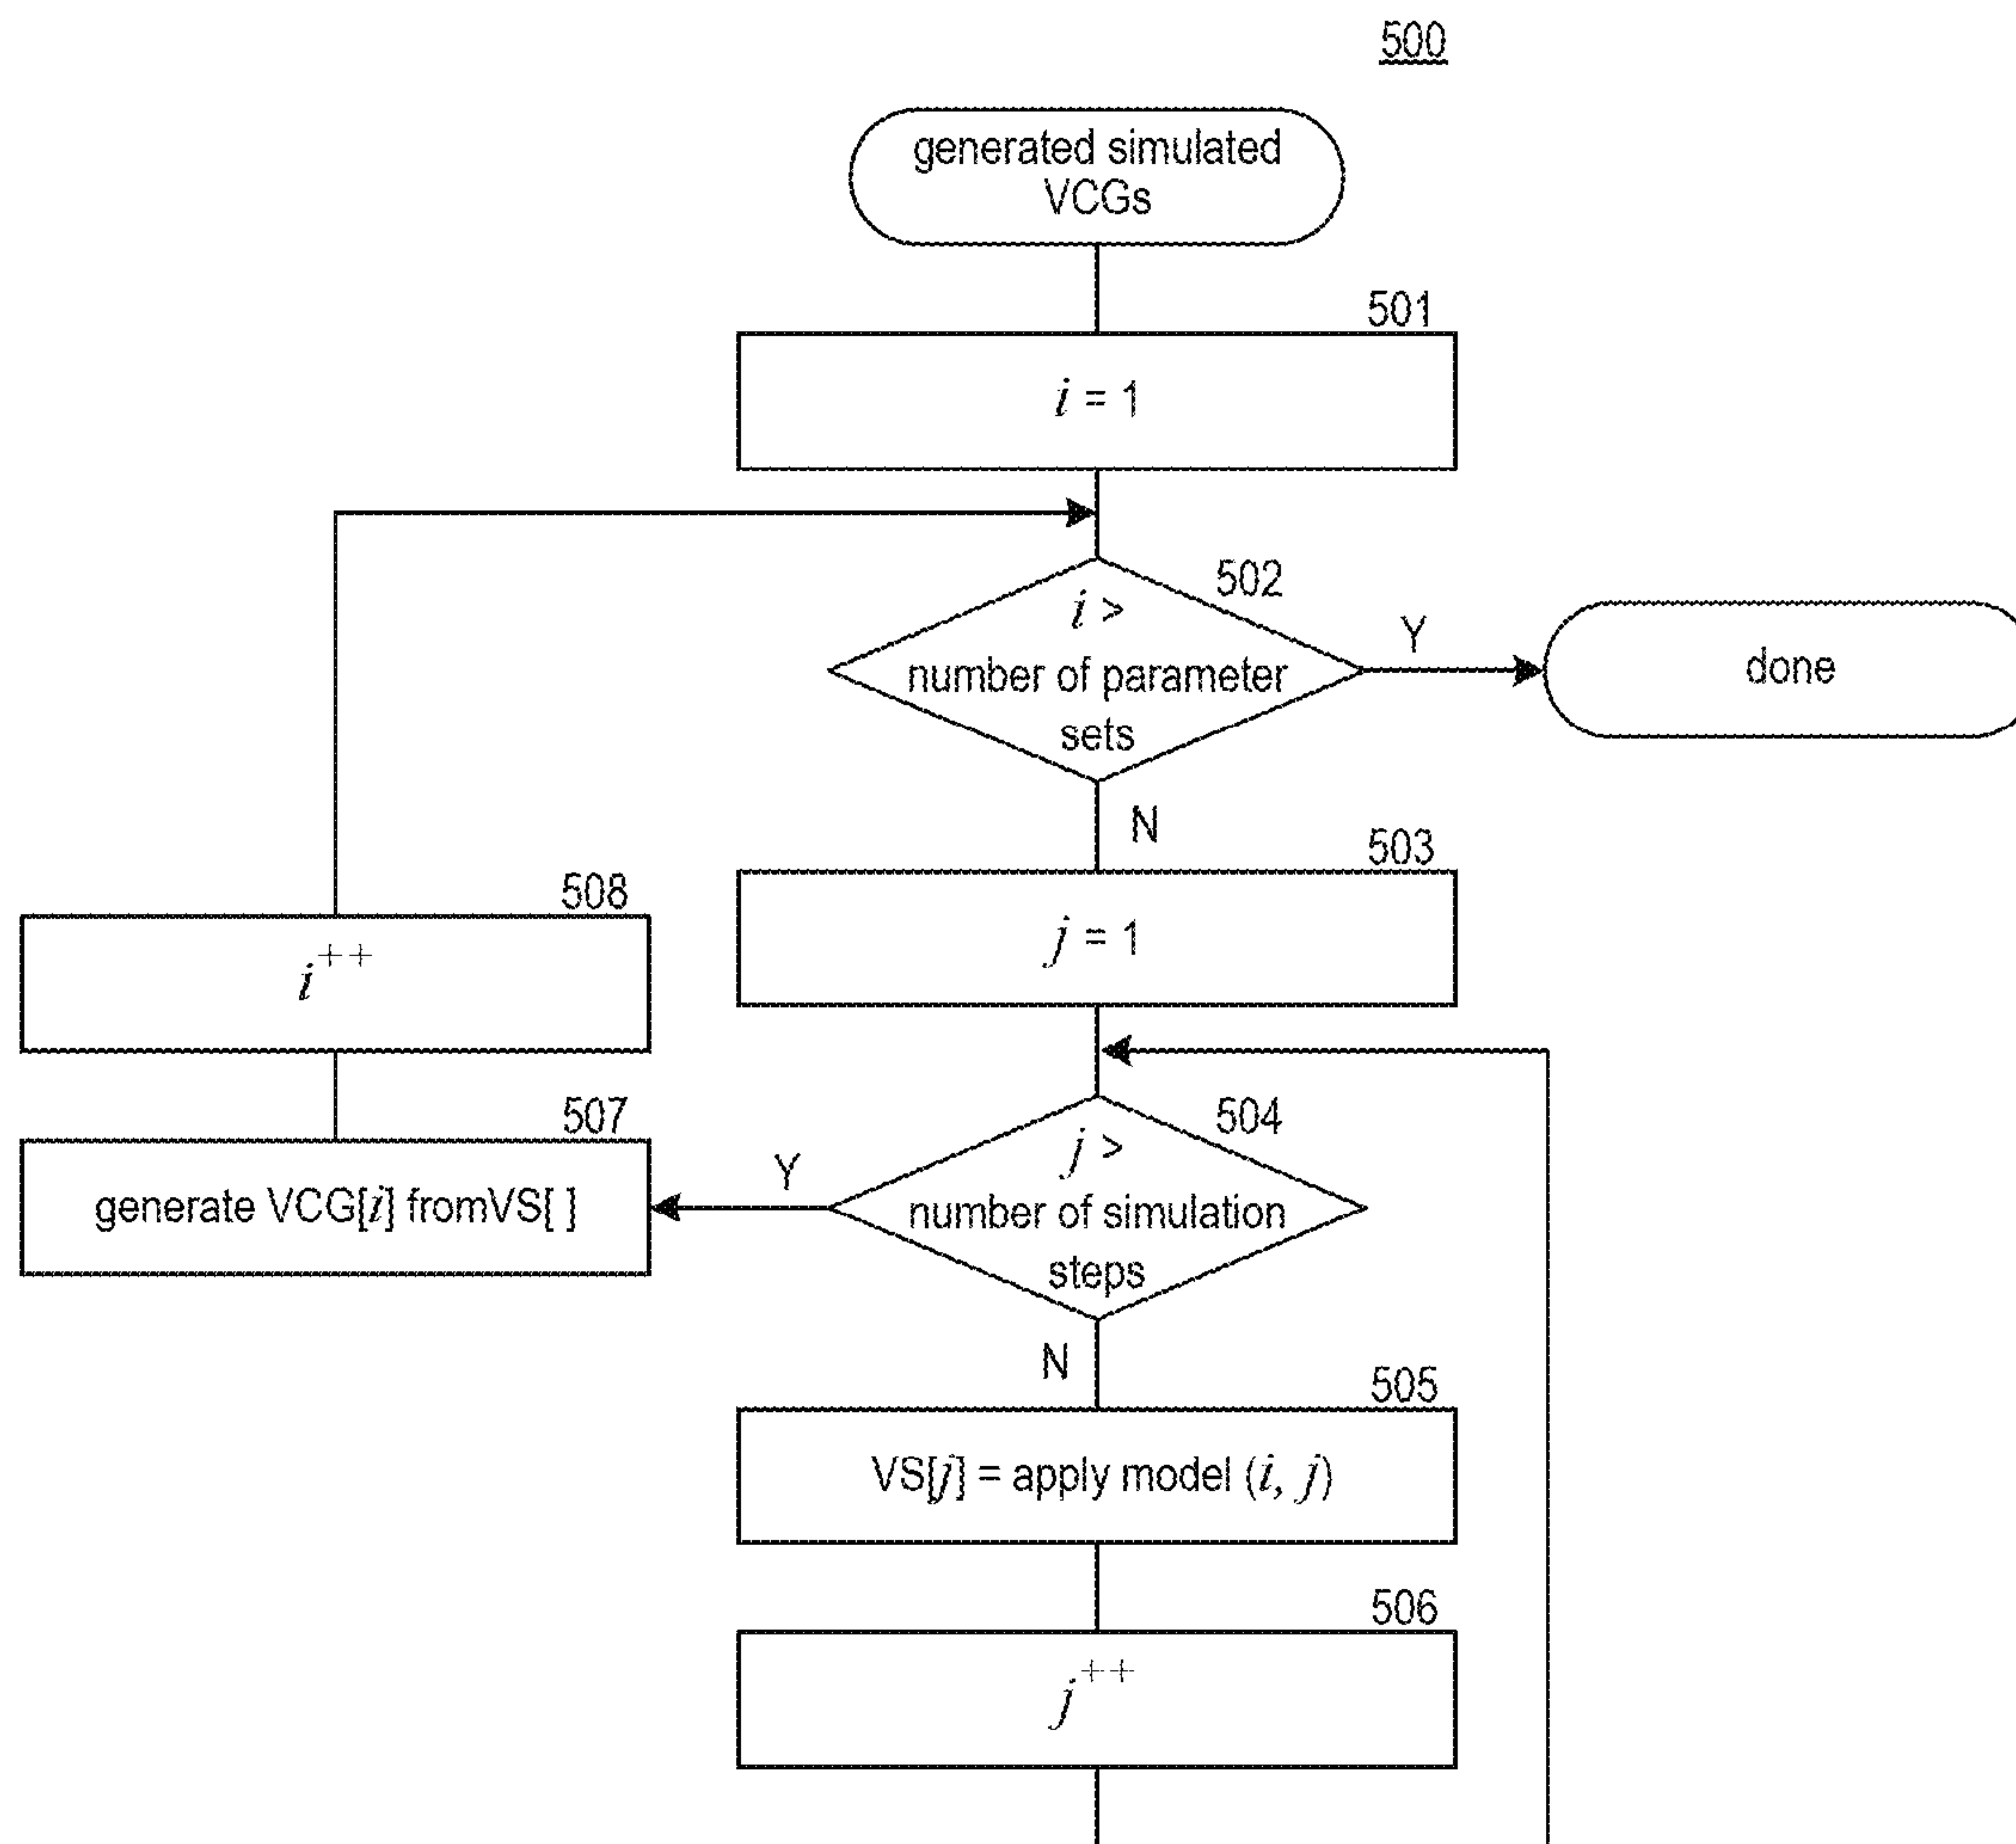 500
generated simulated
VCGs
501
i = 1
502
i >
number of parameter
sets
Y
done
N
503
j = 1
508
i++
507
generate VCG[i] fromVS[ ]
Y
504
j >
number of simulation
steps
N
505
VS[j] = apply model (i, j)
506
j++